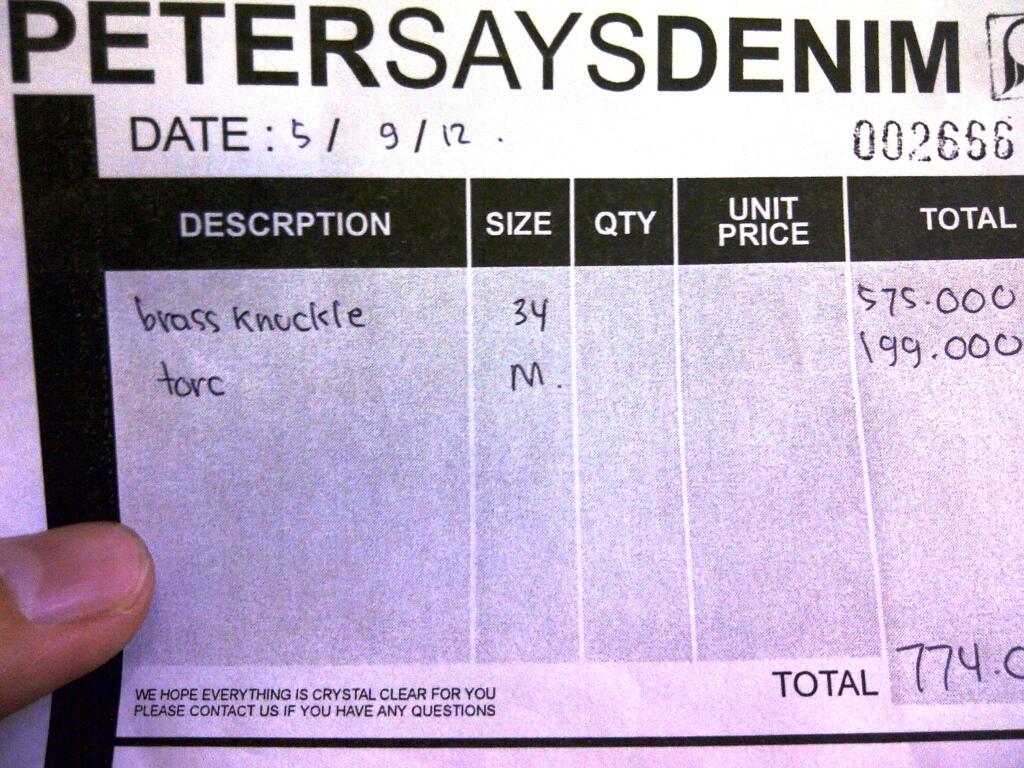 PETERSAYSDENIM
DATE : 5 / 9 / 12 .
002666
DESCRPTION SIZE QTY UNIT PRICE TOTAL
brass knuckle 34 575.000
torc M. 199.000
TOTAL 774.0
WE HOPE EVERYTHING IS CRYSTAL CLEAR FOR YOU
PLEASE CONTACT US IF YOU HAVE ANY QUESTIONS